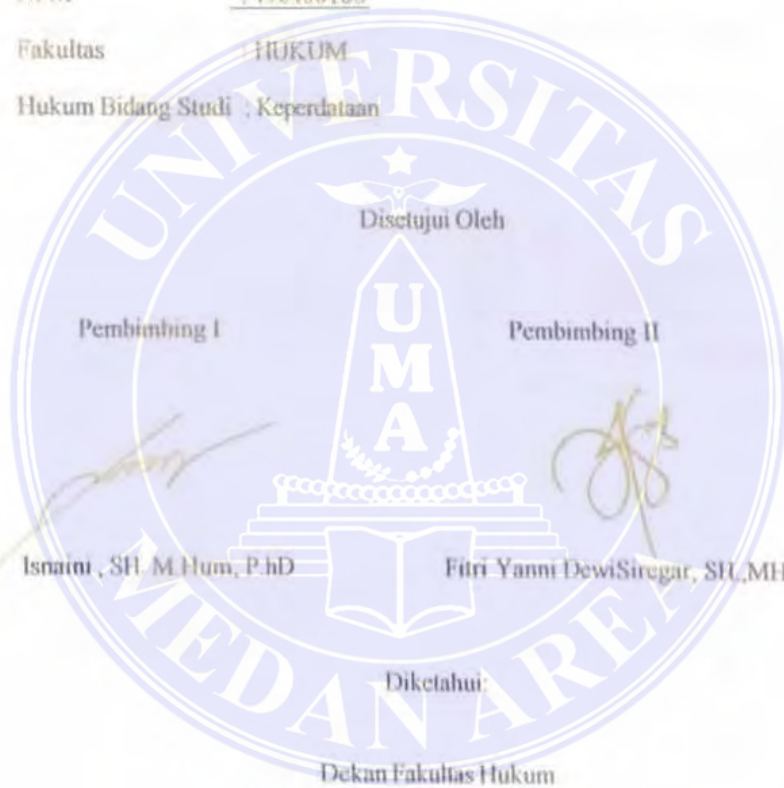 Fakultas : HUKUM
Hukum Bidang Studi : Keperdataan
Disetujui Oleh
Pembimbing I Pembimbing II
Isnaini , SH. M.Hum, P.hD Fitri Yanni DewiSiregar, SH.,MH
Diketahui:
Dekan Fakultas Hukum
UNIVERSITAS
UMA
MEDAN AREA